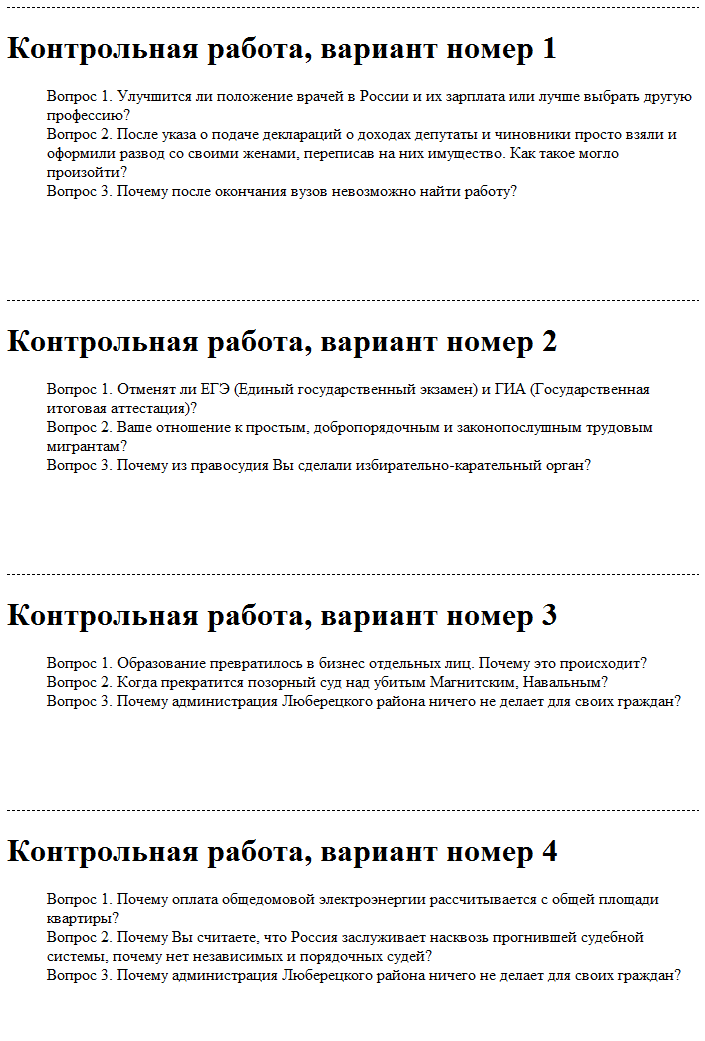 Контрольная работа, вариант номер 1
Вопрос 1. Улучшится ли положение врачей в России и их зарплата или лучше выбрать другую
профессию?
Вопрос 2. После указа о подаче деклараций о доходах депутаты и чиновники просто взяли и
оформили развод со своими женами, переписав на них имущество. Как такое могло
произойти?
Вопрос 3. Почему после окончания вузов невозможно найти работу?
Контрольная работа, вариант номер 2
Вопрос 1. Отменят ли ЕГЭ (Единый государственный экзамен) и ГИА (Государственная
итоговая аттестация)?
Вопрос 2. Ваше отношение к простым, добропорядочным и законопослушным трудовым
мигрантам?
Вопрос 3. Почему из правосудия Вы сделали избирательно-карательный орган?
Контрольная работа, вариант номер 3
Вопрос 1. Образование превратилось в бизнес отдельных лиц. Почему это происходит?
Вопрос 2. Когда прекратится позорный суд над убитым Магнитским, Навальным?
Вопрос 3. Почему администрация Люберецкого района ничего не делает для своих граждан?
Контрольная работа, вариант номер 4
Вопрос 1. Почему оплата общедомовой электроэнергии рассчитывается с общей площади
квартиры?
Вопрос 2. Почему Вы считаете, что Россия заслуживает насквозь прогнившей судебной
системы, почему нет независимых и порядочных судей?
Вопрос 3. Почему администрация Люберецкого района ничего не делает для своих граждан?